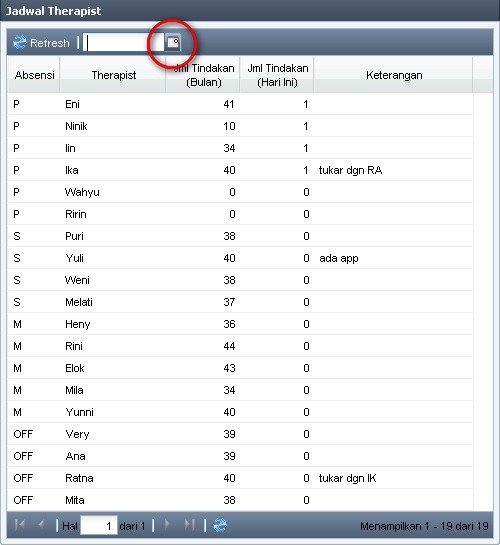 Jadwal Therapist
Refresh
Absensi Therapist Jml Tindakan (Bulan) Jml Tindakan (Hari Ini) Keterangan
P Eni 41 1
P Ninik 10 1
P Iin 34 1
P Ika 40 1 tukar dgn RA
P Wahyu 0 0
P Ririn 0 0
S Puri 38 0
S Yuli 40 0 ada app
S Weni 38 0
S Melati 37 0
M Heny 36 0
M Rini 44 0
M Elok 43 0
M Mila 34 0
M Yunni 40 0
OFF Very 39 0
OFF Ana 39 0
OFF Ratna 40 0 tukar dgn IK
OFF Mita 38 0
Hal 1 dari 1 Menampilkan 1 - 19 dari 19